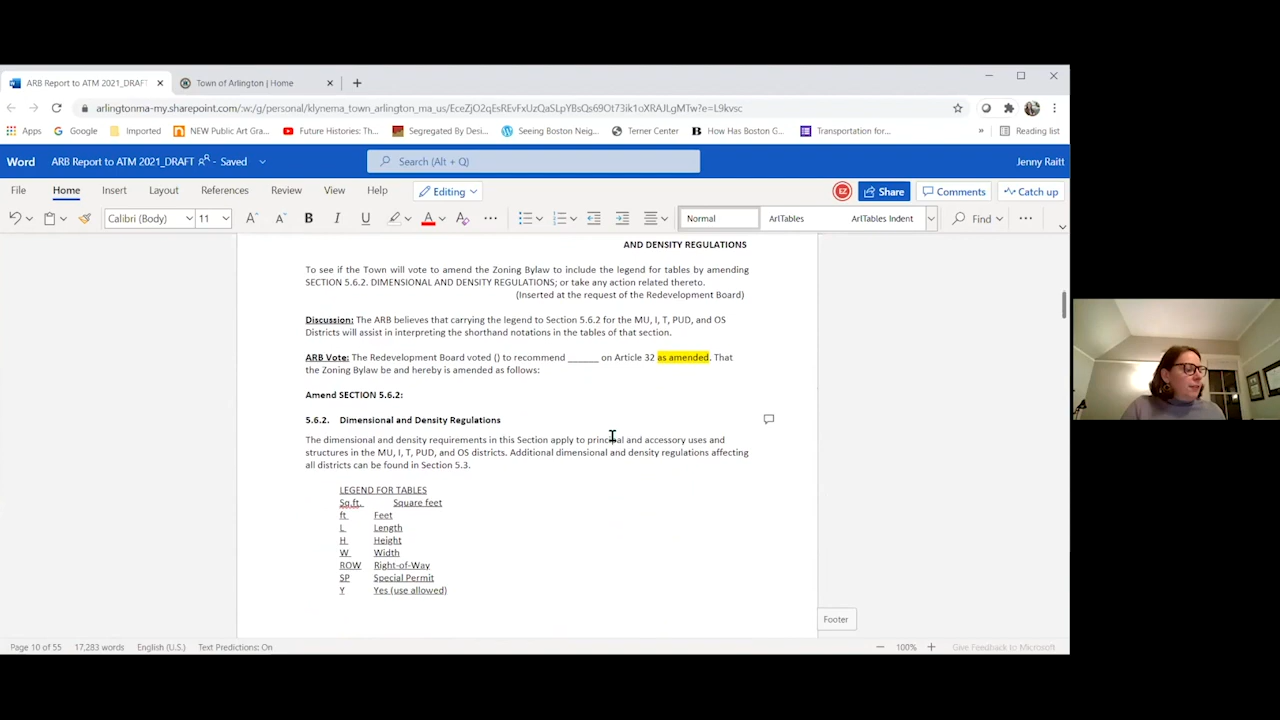 ARB Report to ATM 2021_DRAFT
Town of Arlington | Home
arlingtonma-my.sharepoint.com/:w:/g/personal/klynema_town_arlington_ma_us/
Apps Google Imported NEW Public Art Gra... Future Histories: Th... Segregated By Desi... Seeing Boston Neig... Terner Center How Has Boston G... Transportation for... » Reading list
Word ARB Report to ATM 2021_DRAFT - Saved Search (Alt + Q) Jenny Raitt
File Home Insert Layout References Review View Help Editing EZ Share Comments Catch up
Calibri (Body) 11 A A B I U A A Normal ArlTables ArlTables Indent Find
AND DENSITY REGULATIONS
To see if the Town will vote to amend the Zoning Bylaw to include the legend for tables by amending
SECTION 5.6.2. DIMENSIONAL AND DENSITY REGULATIONS; or take any action related thereto.
(Inserted at the request of the Redevelopment Board)
Discussion: The ARB believes that carrying the legend to Section 5.6.2 for the MU, I, T, PUD, and OS
Districts will assist in interpreting the shorthand notations in the tables of that section.
ARB Vote: The Redevelopment Board voted () to recommend ______ on Article 32 as amended. That
the Zoning Bylaw be and hereby is amended as follows:
Amend SECTION 5.6.2:
5.6.2. Dimensional and Density Regulations
The dimensional and density requirements in this Section apply to principal and accessory uses and
structures in the MU, I, T, PUD, and OS districts. Additional dimensional and density regulations affecting
all districts can be found in Section 5.3.
LEGEND FOR TABLES
Sq.ft. Square feet
ft Feet
L Length
H Height
W Width
ROW Right-of-Way
SP Special Permit
Y Yes (use allowed)
Footer
Page 10 of 55 17,283 words English (U.S.) Text Predictions: On 100% Give Feedback to Microsoft